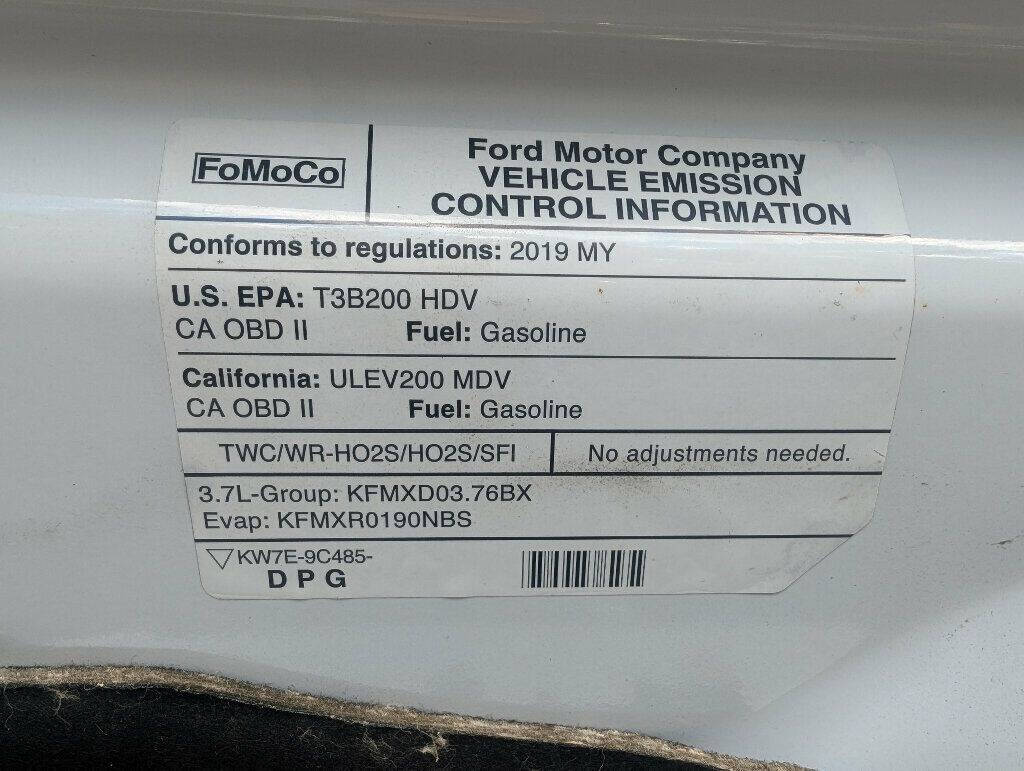 FoMoCo
Ford Motor Company
VEHICLE EMISSION
CONTROL INFORMATION
Conforms to regulations: 2019 MY
U.S. EPA: T3B200 HDV
CA OBD II Fuel: Gasoline
California: ULEV200 MDV
CA OBD II Fuel: Gasoline
TWC/WR-HO2S/HO2S/SFI
No adjustments needed.
3.7L-Group: KFMXD03.76BX
Evap: KFMXR0190NBS
KW7E-9C485-
D P G